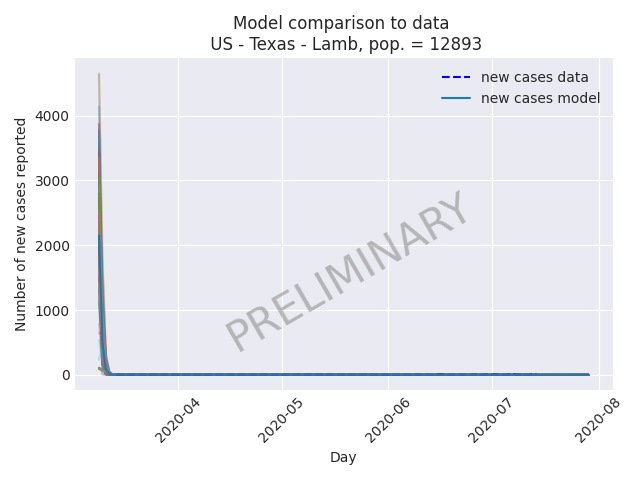 Model comparison to data
US - Texas - Lamb, pop. = 12893
new cases data
new cases model
Number of new cases reported
4000
3000
2000
1000
0
PRELIMINARY
2020-04
2020-05
2020-06
2020-07
2020-08
Day